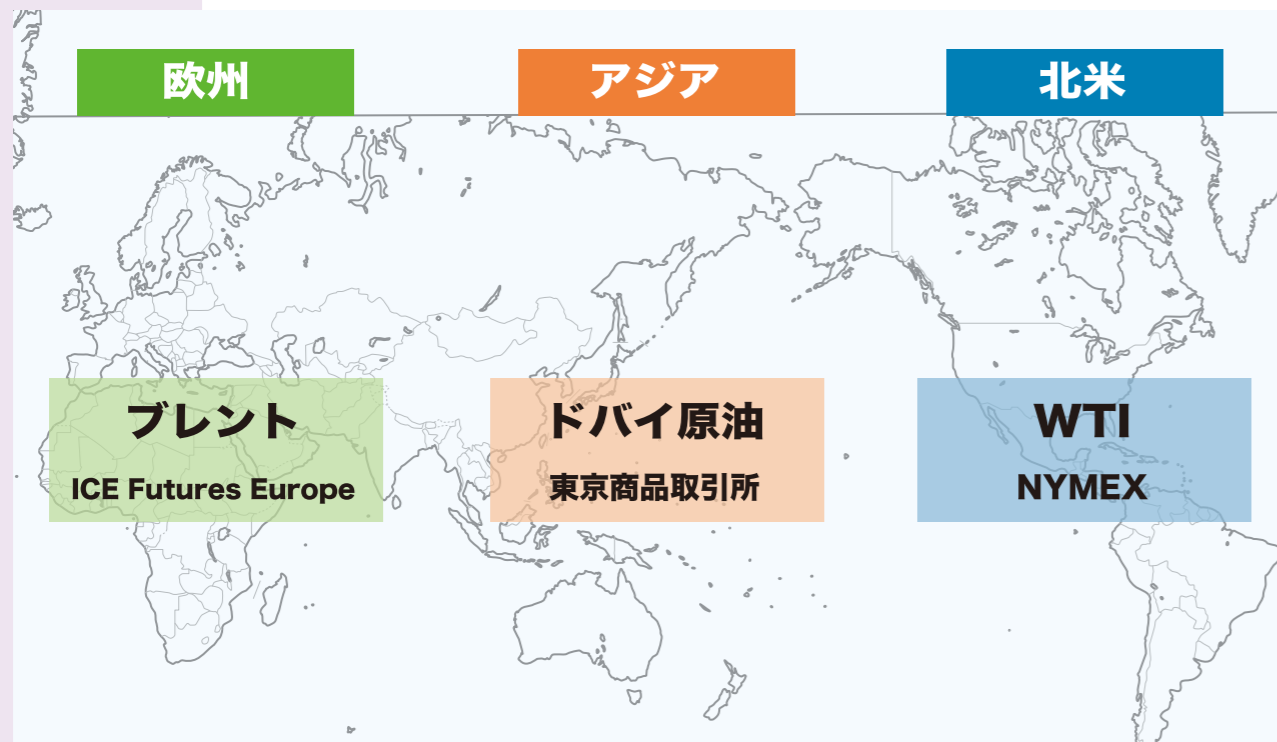 欧州
アジア
北米
ブレント
ICE Futures Europe
ドバイ原油
東京商品取引所
WTI
NYMEX